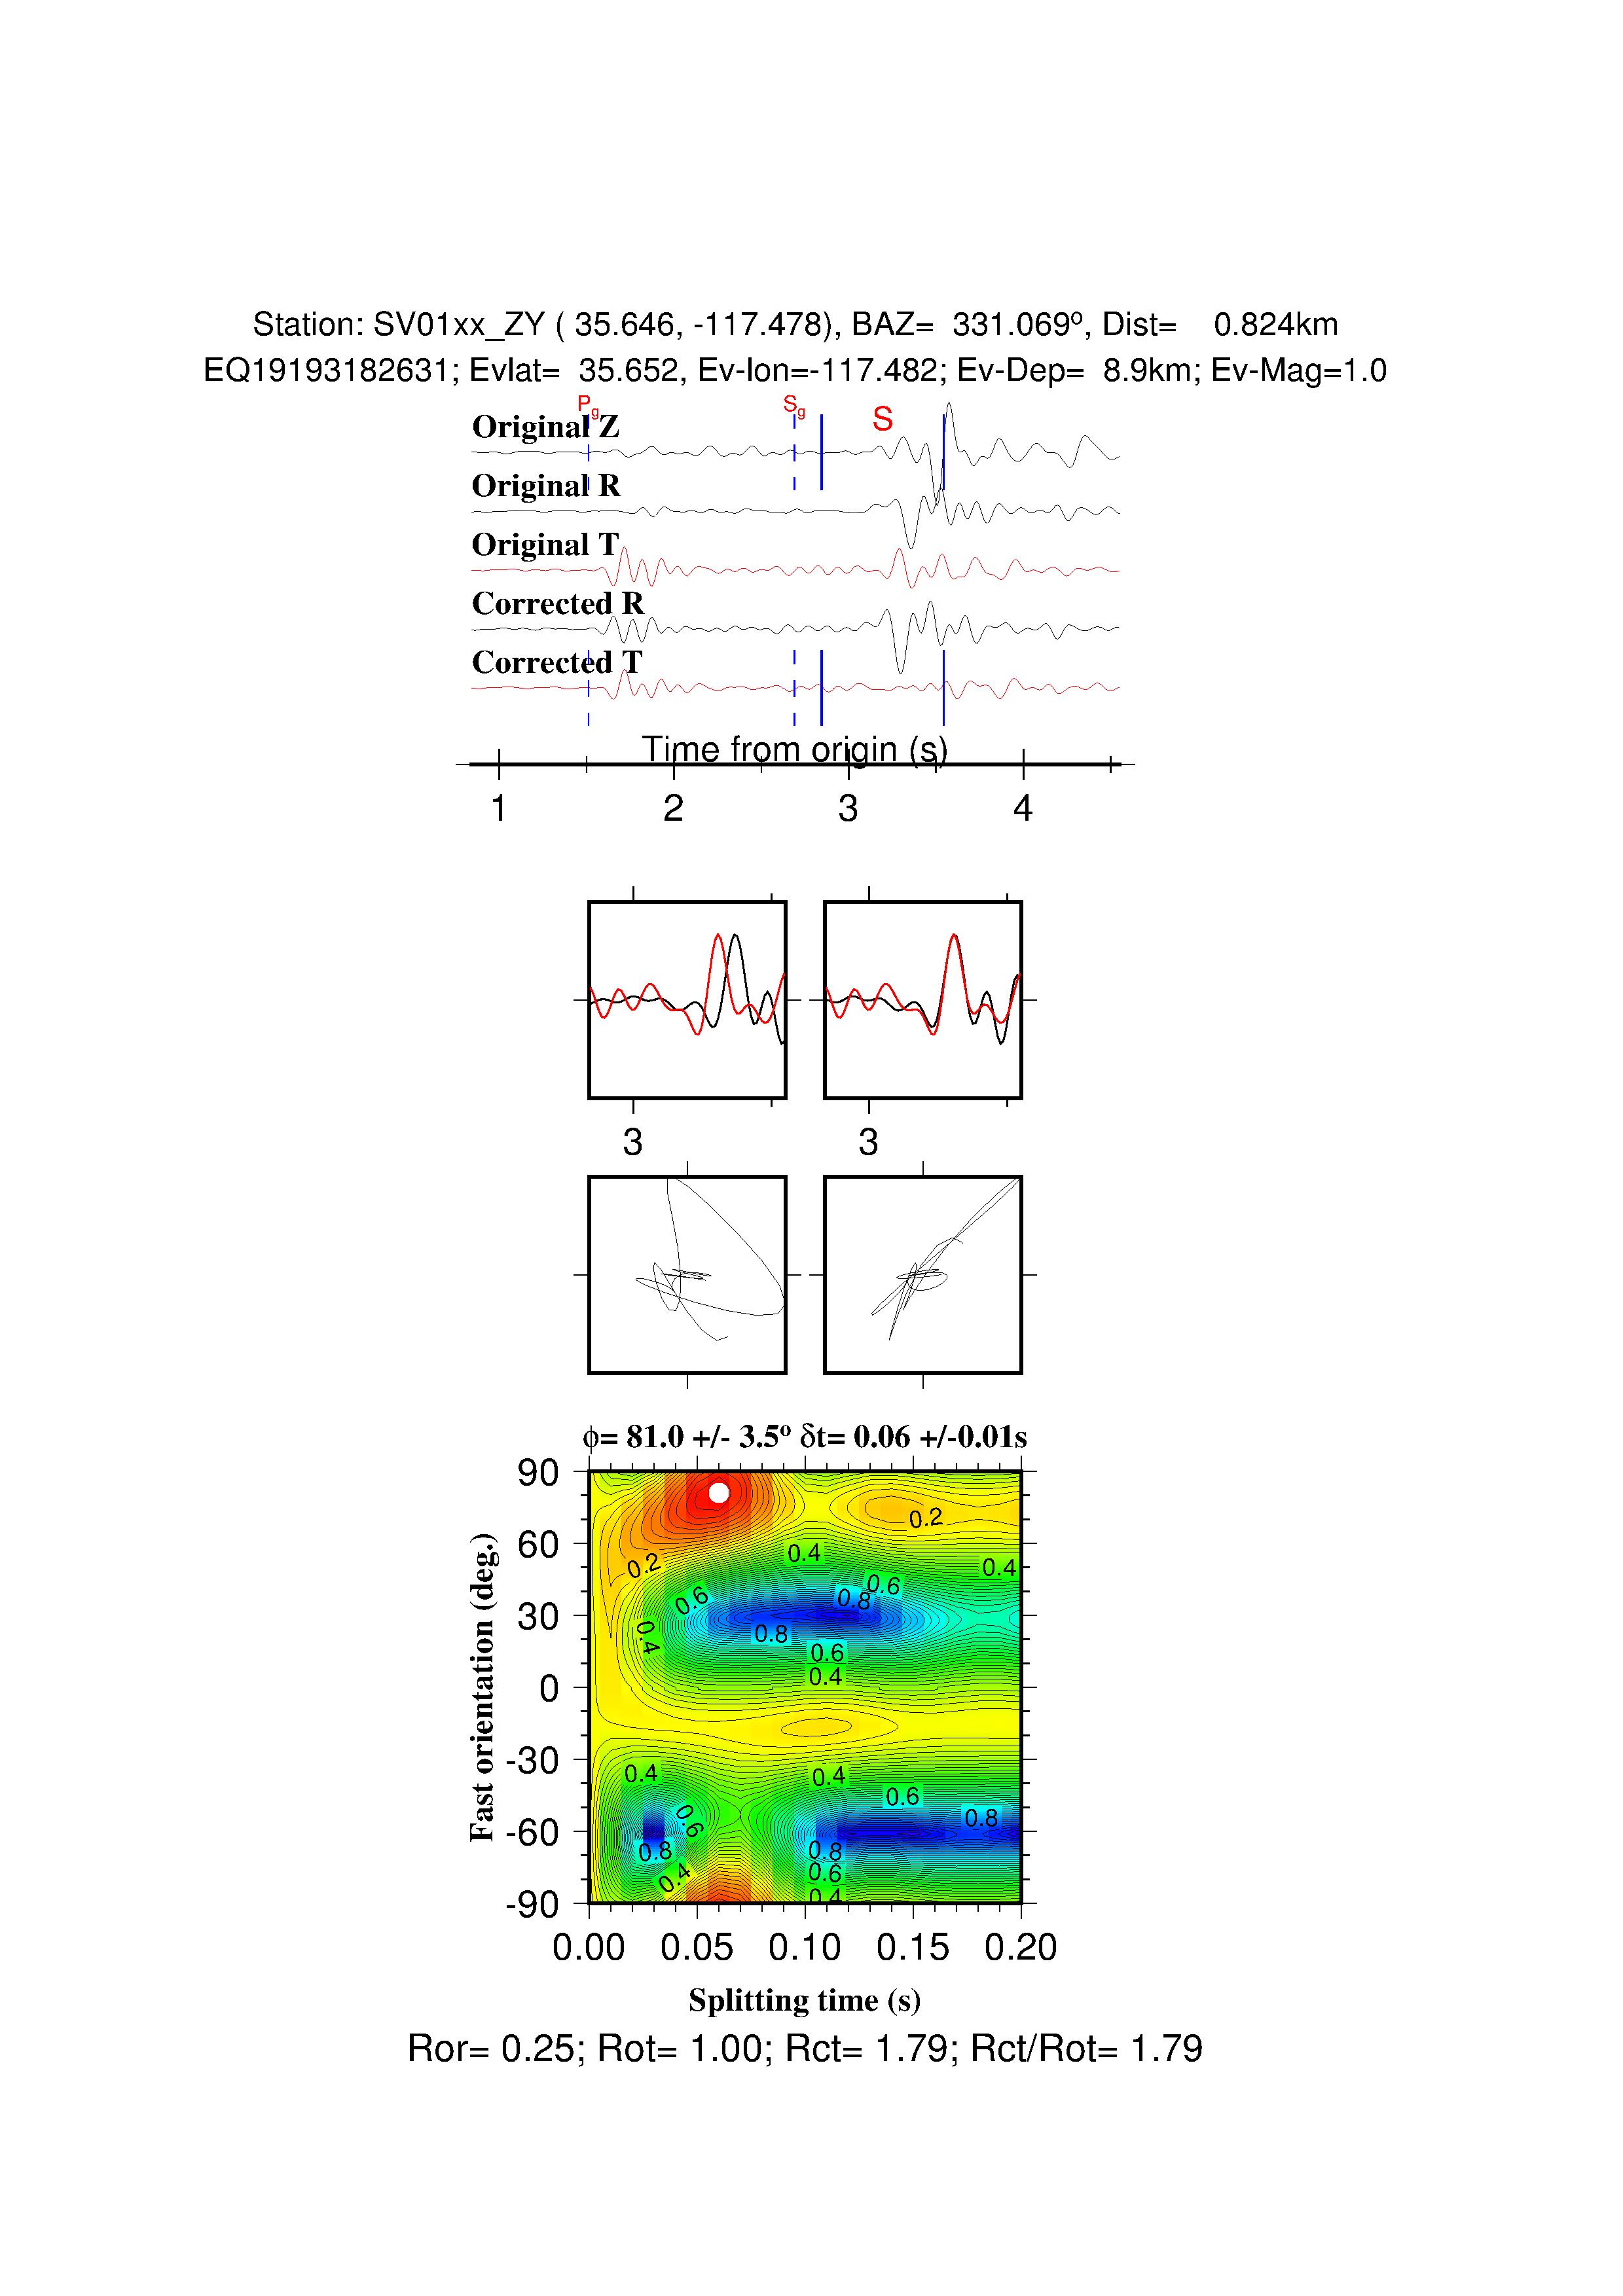 Station: SV01xx_ZY ( 35.646, -117.478), BAZ= 331.069º, Dist= 0.824km
EQ19193182631; Evlat= 35.652, Ev-lon=-117.482; Ev-Dep= 8.9km; Ev-Mag=1.0
Pg Sg S
Original Z
Original R
Original T
Corrected R
Corrected T
Time from origin (s)
1 2 3 4
3 3
ϕ= 81.0 +/- 3.5º δt= 0.06 +/-0.01s
90
60
30
0
-30
-60
-90
Fast orientation (deg.)
0.2
0.4
0.2
0.4
0.6
0.6
0.8
0.4
0.8
0.6
0.4
0.4
0.4
0.6
0.8
0.6
0.8
0.8
0.4
0.6
0.4
0.00 0.05 0.10 0.15 0.20
Splitting time (s)
Ror= 0.25; Rot= 1.00; Rct= 1.79; Rct/Rot= 1.79